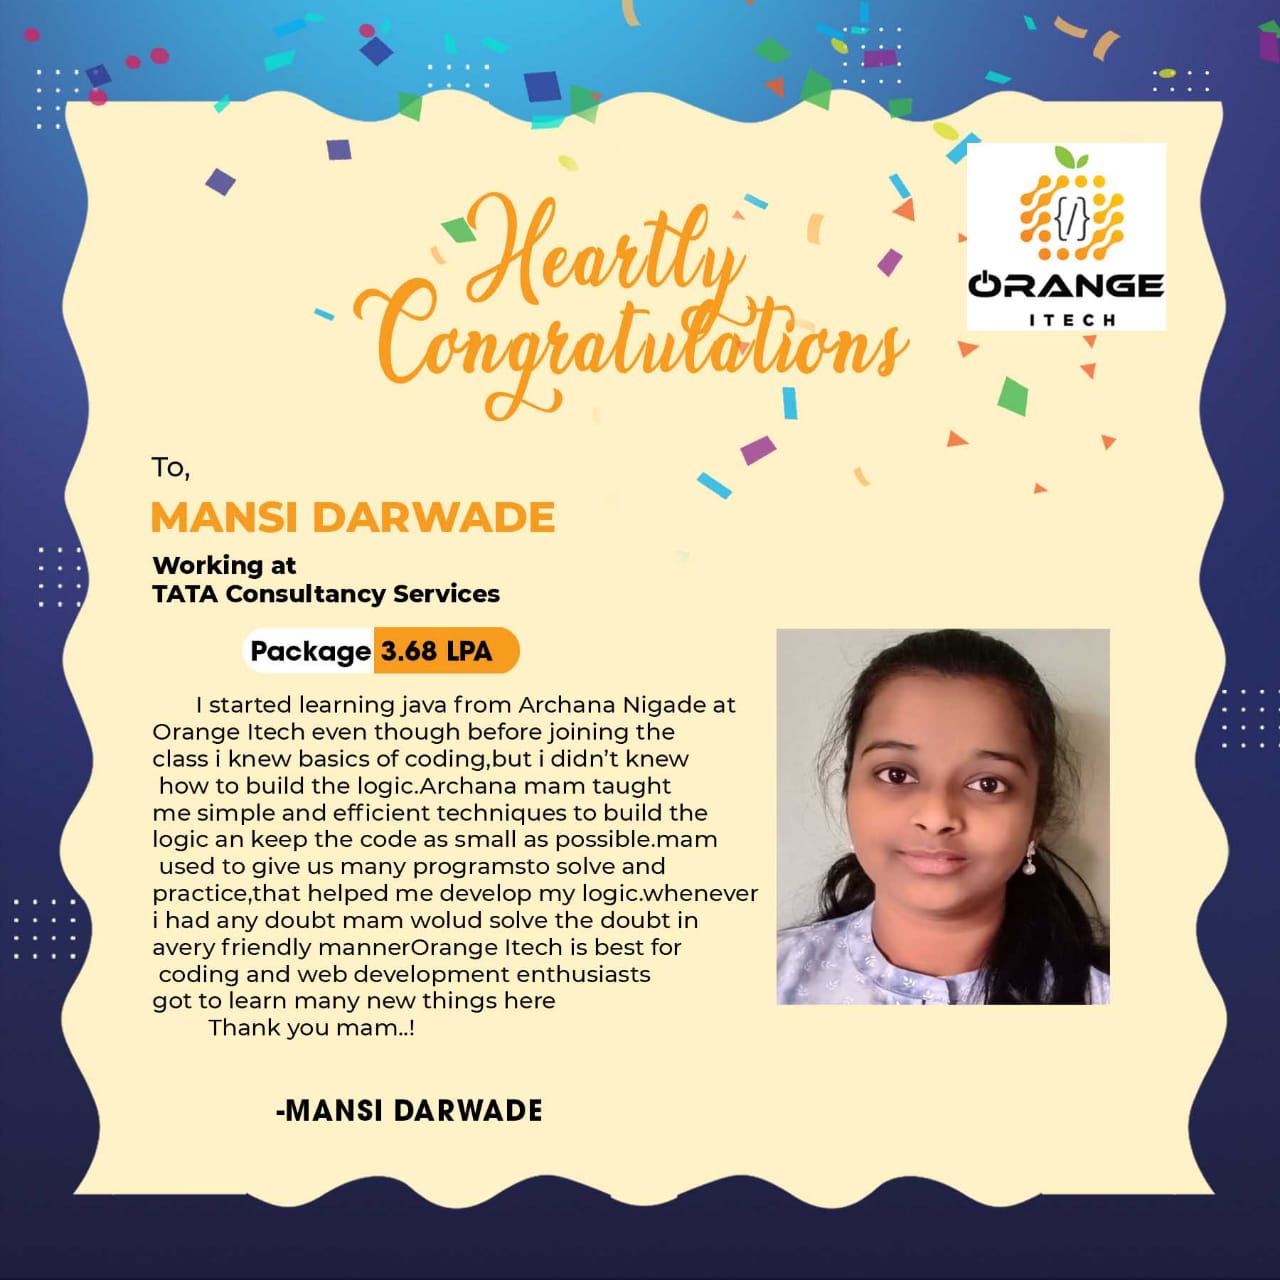 Heartly
Congratulations
ORANGE
ITECH
To,
MANSI DARWADE
Working at
TATA Consultancy Services
Package 3.68 LPA
I started learning java from Archana Nigade at
Orange Itech even though before joining the
class i knew basics of coding,but i didn’t knew
how to build the logic.Archana mam taught
me simple and efficient techniques to build the
logic an keep the code as small as possible.mam
used to give us many programsto solve and
practice,that helped me develop my logic.whenever
i had any doubt mam wolud solve the doubt in
avery friendly mannerOrange Itech is best for
coding and web development enthusiasts
got to learn many new things here
Thank you mam..!
-MANSI DARWADE